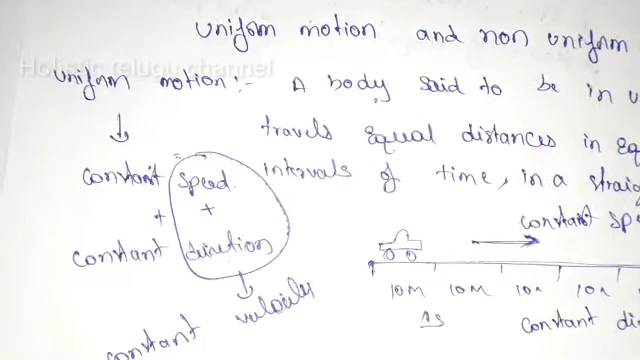 Uniform motion and non uniform
Holistic telugu channel
Uniform motion:- A body said to be in u
travels Equal distances in Eq
constant speed intervals of time, in a straig
+ +
constant spe
constant direction
10M 10M 10M 10M
velocity
1s constant di
constant